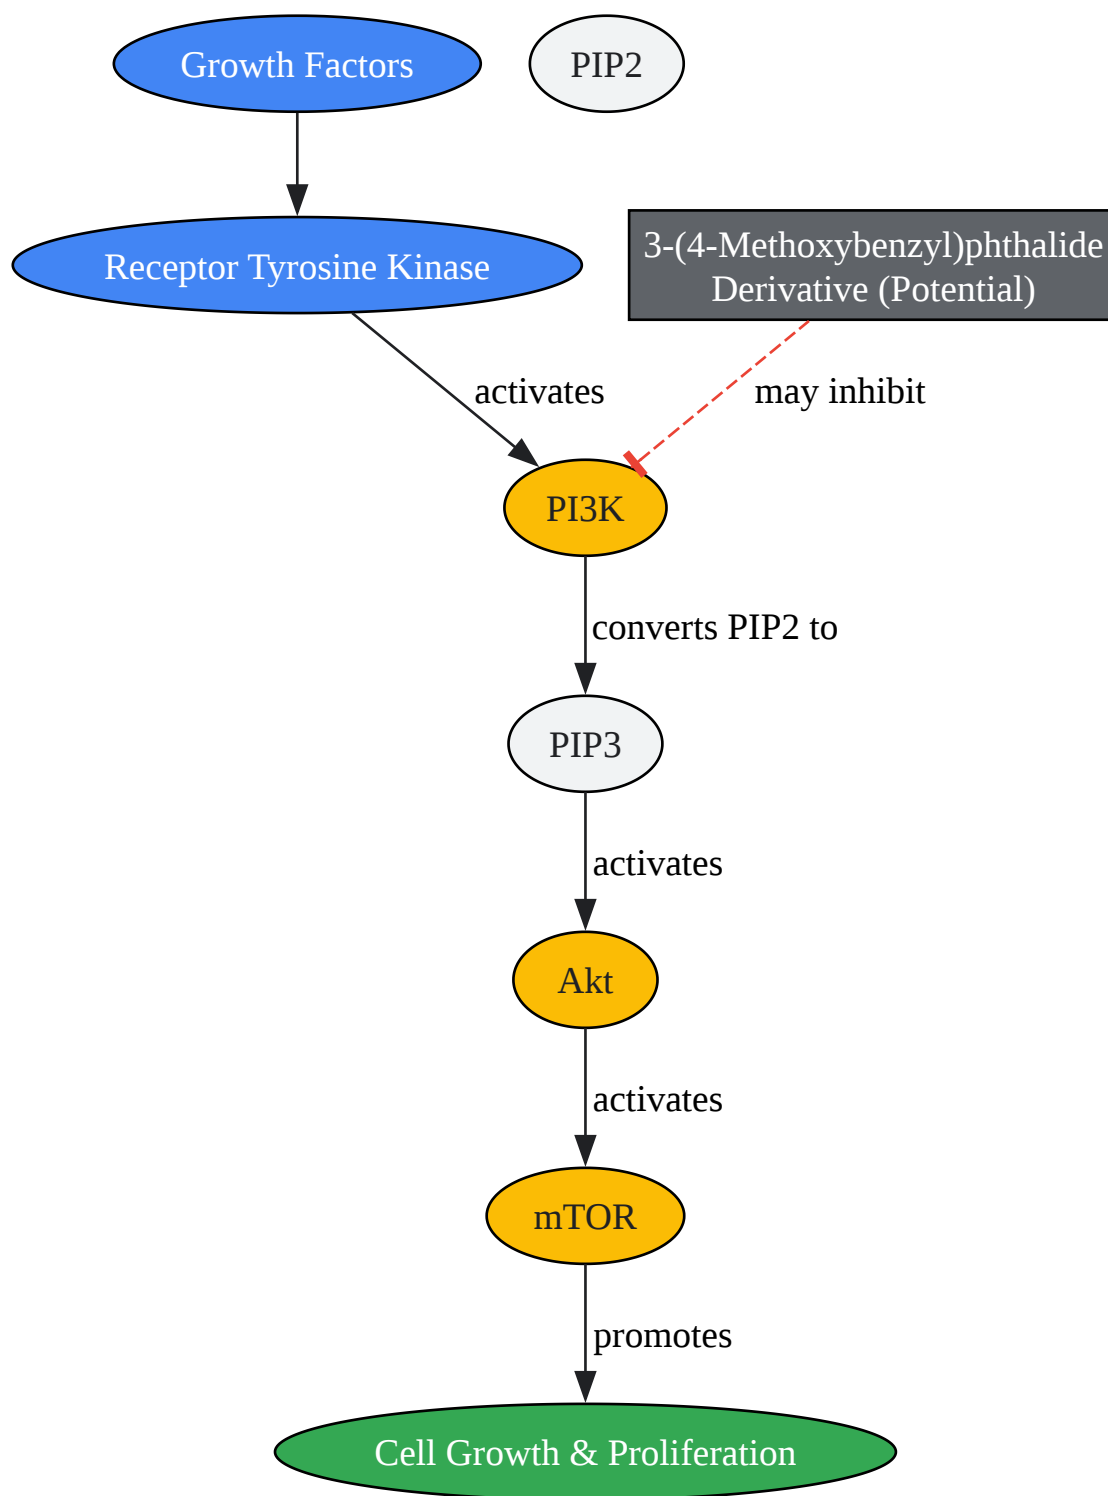 Growth Factors
PIP2
Receptor Tyrosine Kinase
3-(4-Methoxybenzyl)phthalide
Derivative (Potential)
activates
may inhibit
PI3K
converts PIP2 to
PIP3
activates
Akt
activates
mTOR
promotes
Cell Growth & Proliferation